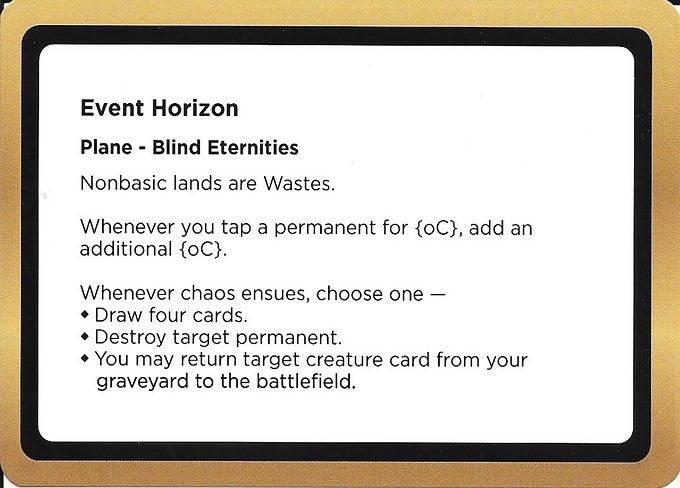 Event Horizon
Plane - Blind Eternities
Nonbasic lands are Wastes.
Whenever you tap a permanent for {oC}, add an
additional {oC}.
Whenever chaos ensues, choose one —
◆ Draw four cards.
◆ Destroy target permanent.
◆ You may return target creature card from your
graveyard to the battlefield.